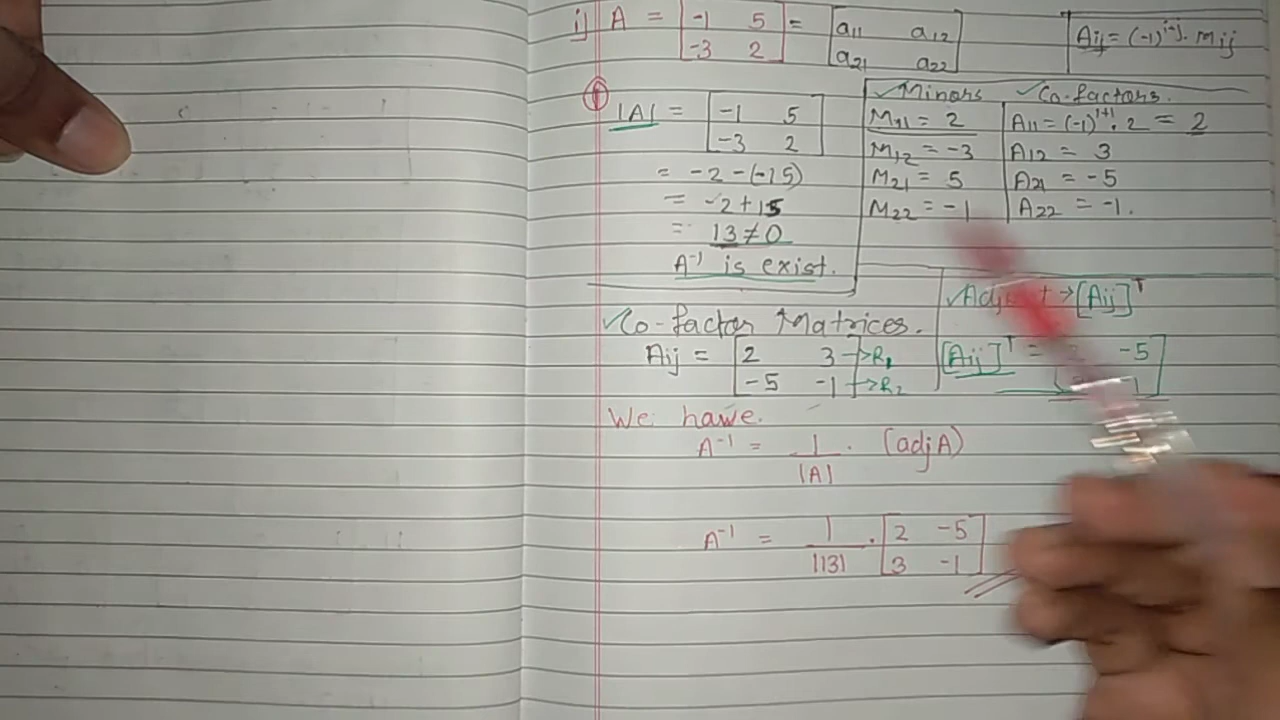 i) A = [-1 5 -3 2] = [a11 a12 a21 a22]
Aij = (-1)^i+j. Mij
|A| = |-1 5 -3 2|
= -2-(-15)
= -2+15
= 13≠0
A⁻¹ is exist.
✓Minors
M11 = 2
M12 = -3
M21 = 5
M22 = -1
✓Co-factors.
A11 = (-1)^1+1. 2 = 2
A12 = 3
A21 = -5
A22 = -1.
✓Co-factor Matrices.
Aij = [2 3 -5 -1] →R1 →R2
→[Aij]ᵀ
[Aij]ᵀ = -5
We have.
A⁻¹ = 1/|A| . (adjA)
A⁻¹ = 1/|13| . [2 -5 3 -1]